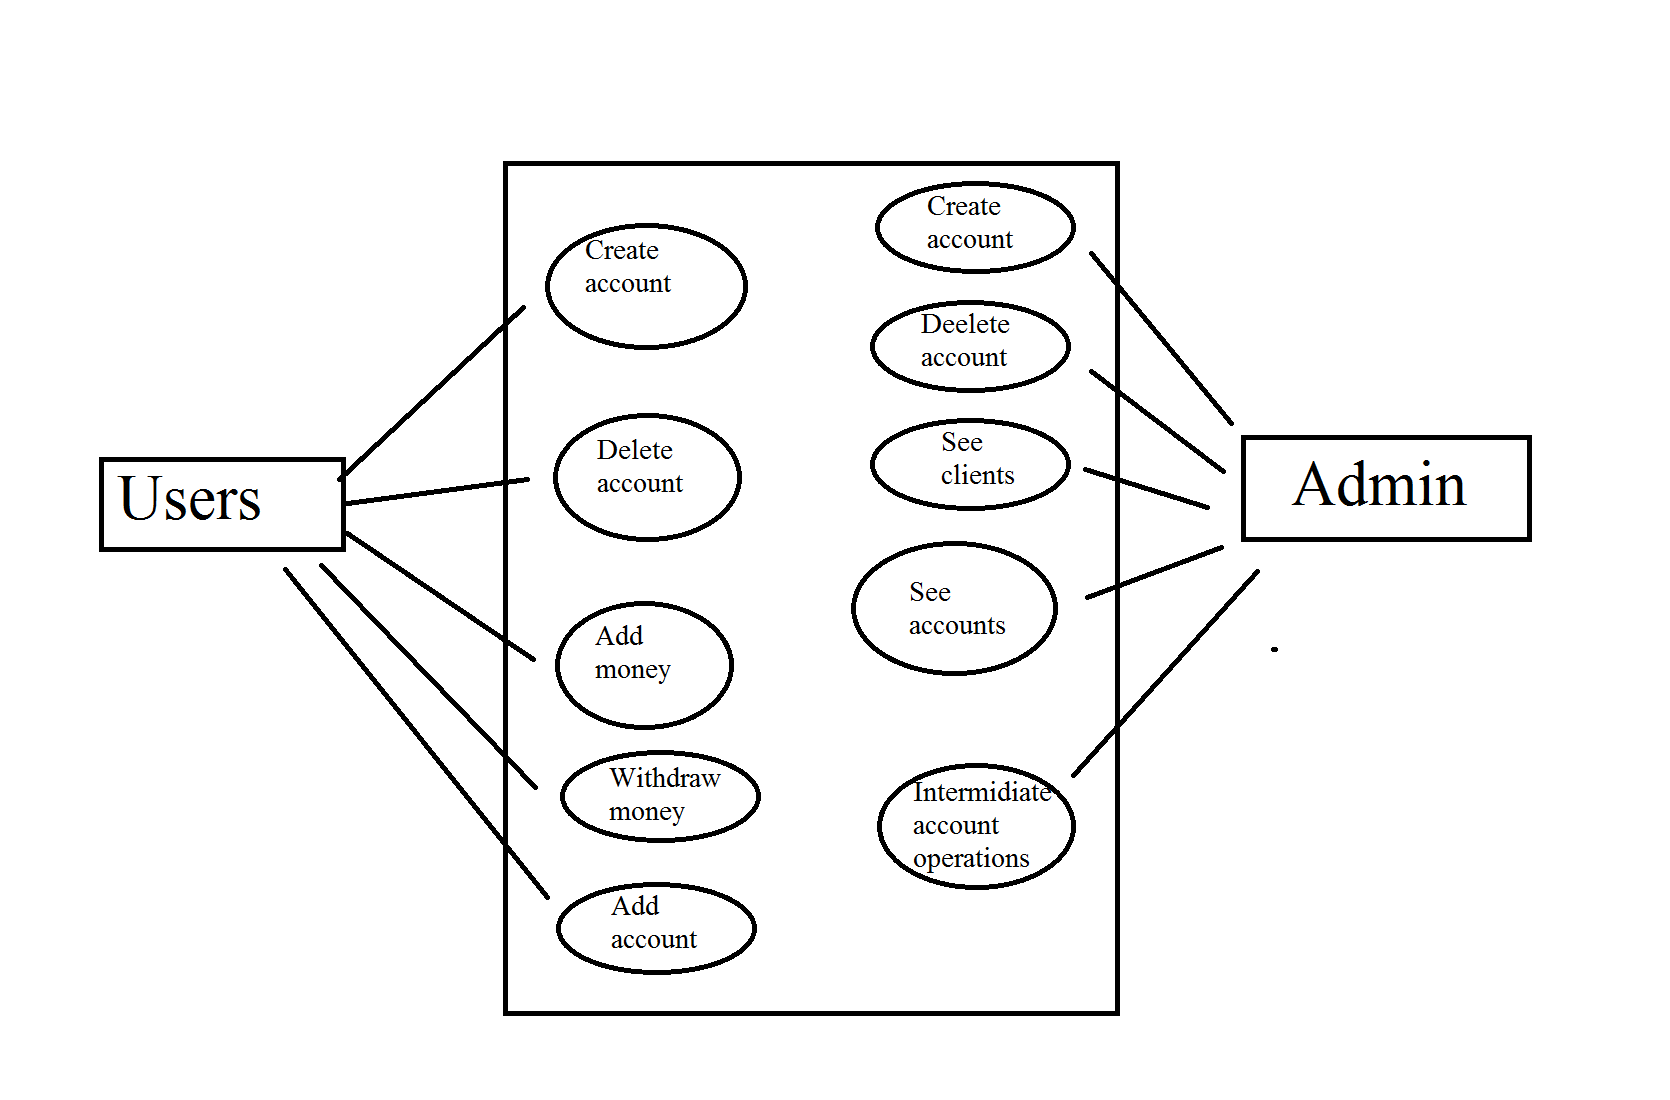 Users
Create
account
Delete
account
Add
money
Withdraw
money
Add
account
Create
account
Deelete
account
See
clients
See
accounts
Intermidiate
account
operations
Admin